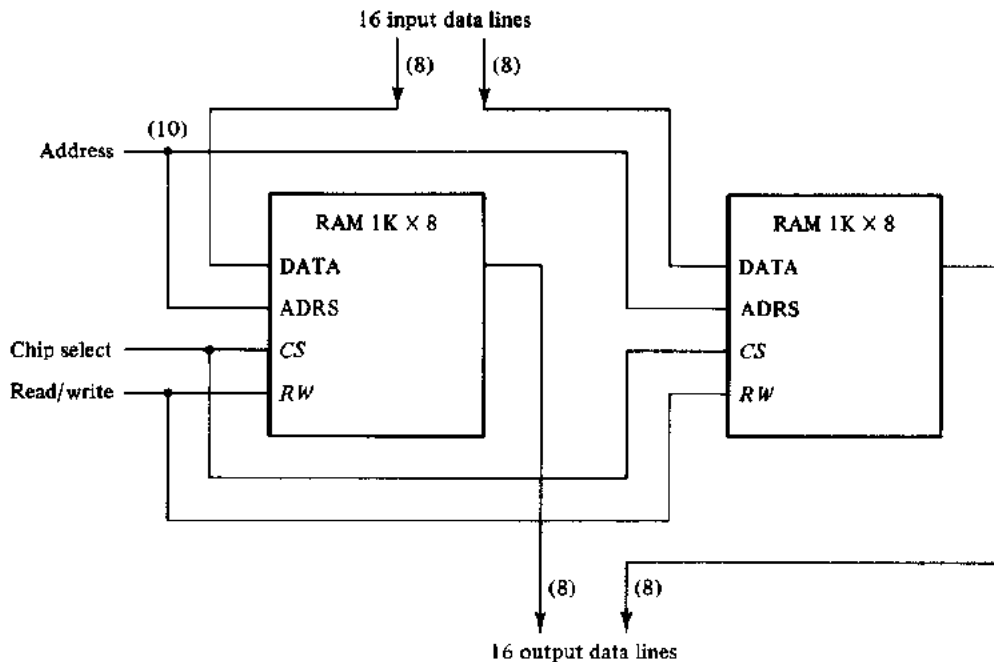 16 input data lines
(8) (8)
(10)
Address
RAM 1K × 8 RAM 1K × 8
DATA DATA
ADRS ADRS
Chip select CS CS
Read/write RW RW
(8) (8)
16 output data lines